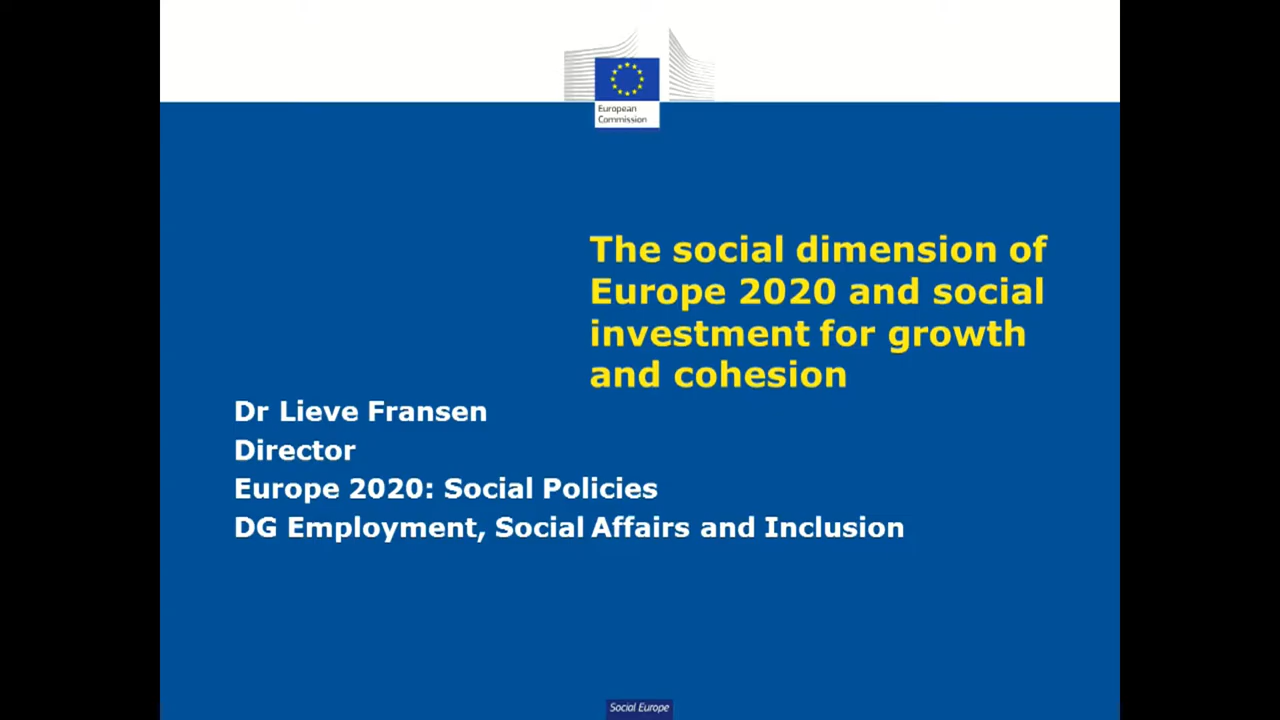 European
Commission
The social dimension of
Europe 2020 and social
investment for growth
and cohesion
Dr Lieve Fransen
Director
Europe 2020: Social Policies
DG Employment, Social Affairs and Inclusion
Social Europe